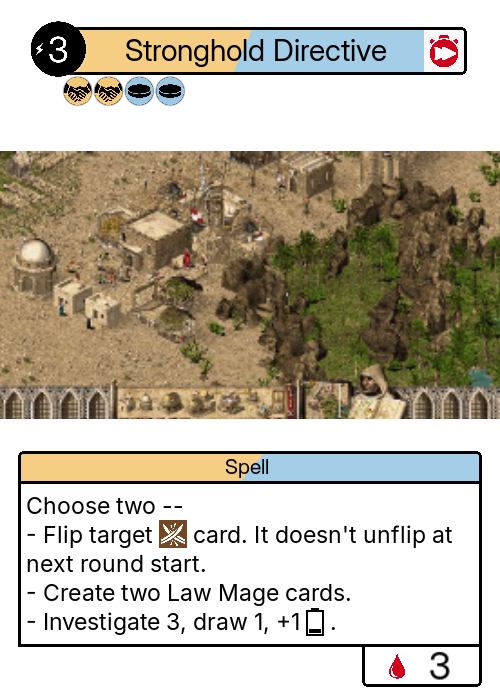 3 Stronghold Directive
Spell
Choose two --
- Flip target card. It doesn't unflip at
next round start.
- Create two Law Mage cards.
- Investigate 3, draw 1, +1 .
3